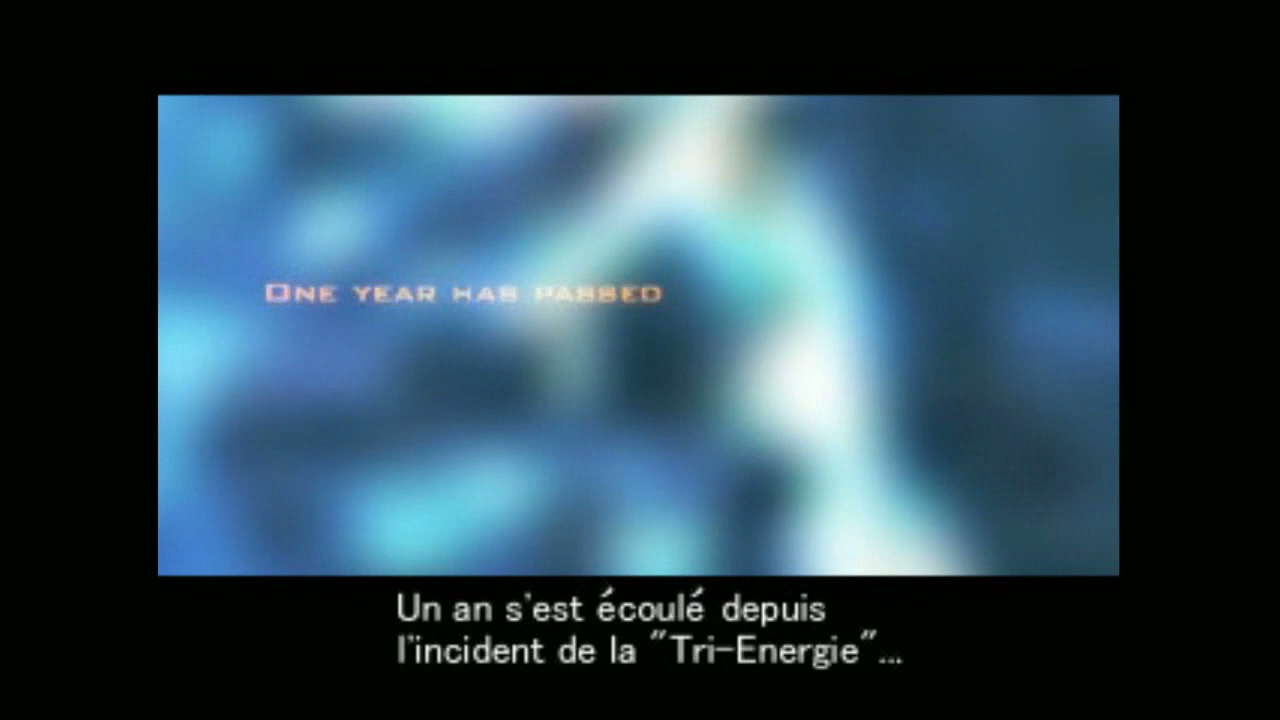 One year has passed
Un an s'est écoulé depuis
l'incident de la "Tri-Energie"...